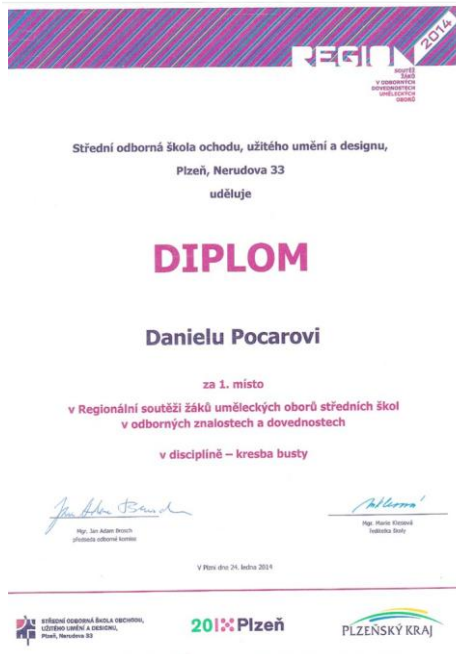 REGION
2014
SOUTĚŽ
ŽÁKŮ
V ODBORNÝCH
DOVEDNOSTECH
UMĚLECKÝCH
OBORŮ
Střední odborná škola ochodu, užitého umění a designu,
Plzeň, Nerudova 33
uděluje
DIPLOM
Danielu Pocarovi
za 1. místo
v Regionální soutěži žáků uměleckých oborů středních škol
v odborných znalostech a dovednostech
v disciplíně – kresba busty
Mgr. Jan Adam Brosch
předseda odborné komise
Mgr. Marie Klesová
ředitelka školy
V Plzni dne 24. ledna 2014
STŘEDNÍ ODBORNÁ ŠKOLA OBCHODU,
UŽITÉHO UMĚNÍ A DESIGNU,
Plzeň, Nerudova 33
Plzeň
PLZEŇSKÝ KRAJ